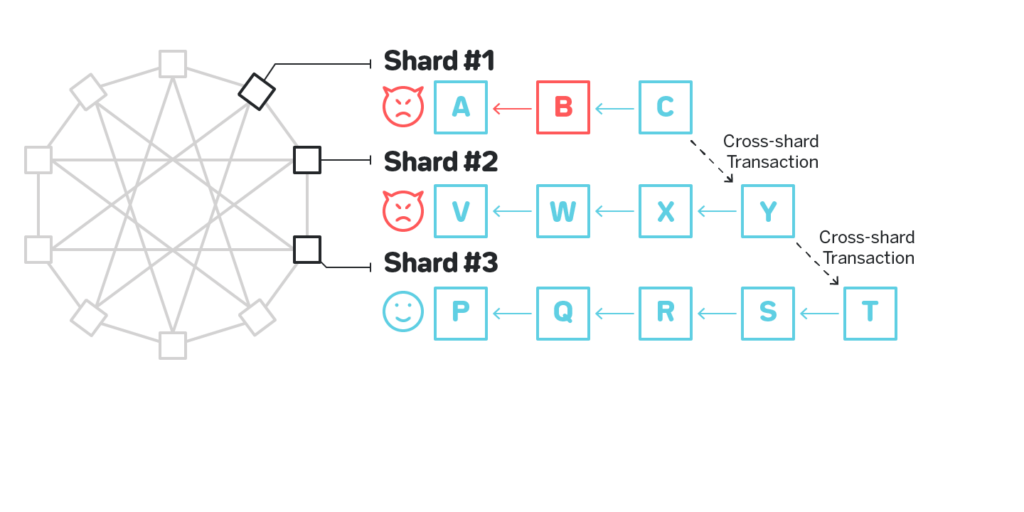 Shard #1
A B C
Cross-shard
Transaction
Shard #2
V W X Y
Cross-shard
Transaction
Shard #3
P Q R S T